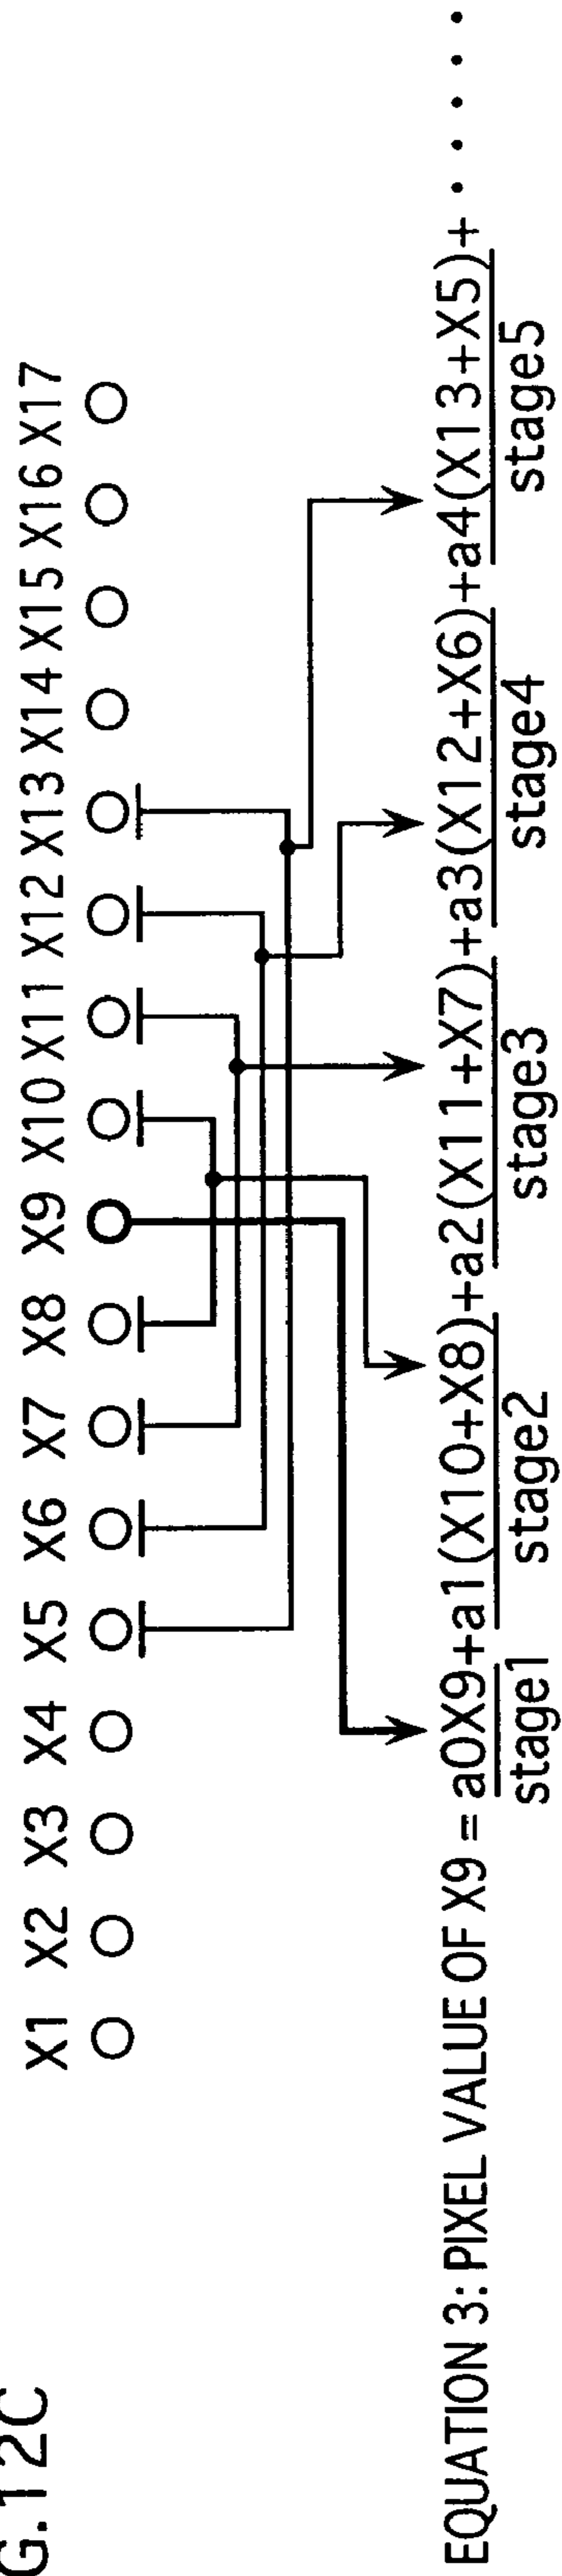 G.12C
X1 X2 X3 X4 X5 X6 X7 X8 X9 X10 X11 X12 X13 X14 X15 X16 X17
EQUATION 3: PIXEL VALUE OF X9 = a0X9+a1(X10+X8)+a2(X11+X7)+a3(X12+X6)+a4(X13+X5)+ • • • • •
stage1 stage2 stage3 stage4 stage5